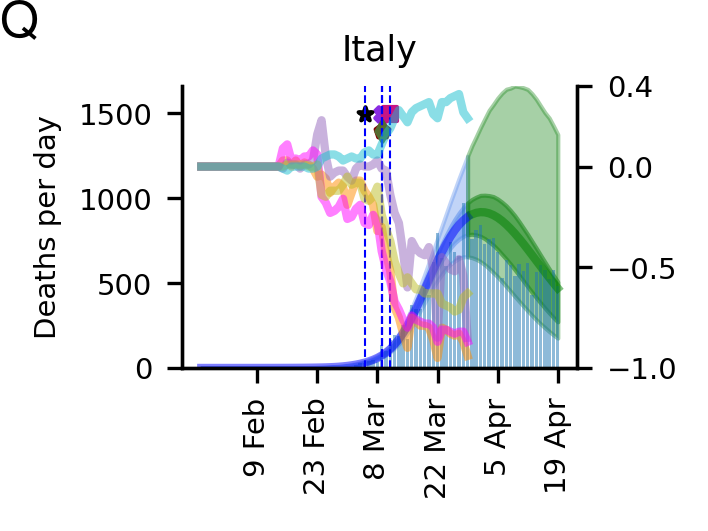 Q
Italy
Deaths per day
1500
1000
500
0
0.4
0.0
−0.5
−1.0
9 Feb
23 Feb
8 Mar
22 Mar
5 Apr
19 Apr